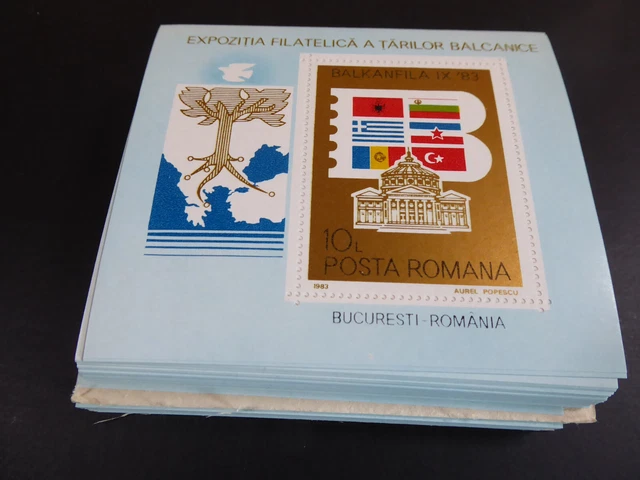 EXPOZIȚIA FILATELICĂ A ȚĂRILOR BALCANICE
BALKANFILA IX '83
10L
POSTA ROMANA
1983 AUREL POPESCU
BUCURESTI-ROMÂNIA